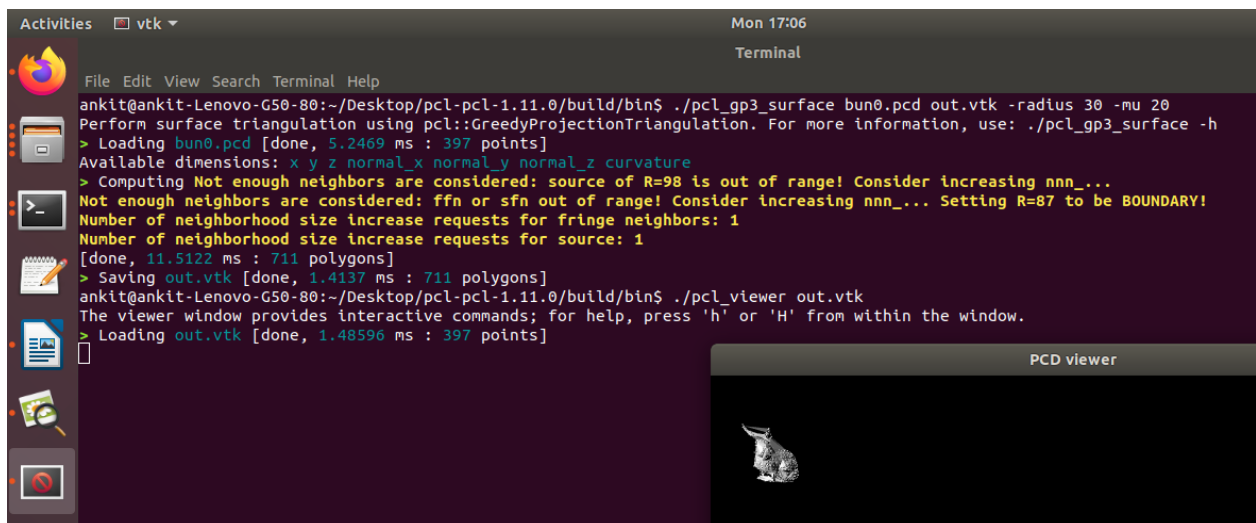 Activities vtk Mon 17:06
Terminal
File Edit View Search Terminal Help
ankit@ankit-Lenovo-G50-80:~/Desktop/pcl-pcl-1.11.0/build/bin$ ./pcl_gp3_surface bun0.pcd out.vtk -radius 30 -mu 20
Perform surface triangulation using pcl::GreedyProjectionTriangulation. For more information, use: ./pcl_gp3_surface -h
> Loading bun0.pcd [done, 5.2469 ms : 397 points]
Available dimensions: x y z normal_x normal_y normal_z curvature
> Computing Not enough neighbors are considered: source of R=98 is out of range! Consider increasing nnn_...
Not enough neighbors are considered: ffn or sfn out of range! Consider increasing nnn_... Setting R=87 to be BOUNDARY!
Number of neighborhood size increase requests for fringe neighbors: 1
Number of neighborhood size increase requests for source: 1
[done, 11.5122 ms : 711 polygons]
> Saving out.vtk [done, 1.4137 ms : 711 polygons]
ankit@ankit-Lenovo-G50-80:~/Desktop/pcl-pcl-1.11.0/build/bin$ ./pcl_viewer out.vtk
The viewer window provides interactive commands; for help, press 'h' or 'H' from within the window.
> Loading out.vtk [done, 1.48596 ms : 397 points]
PCD viewer